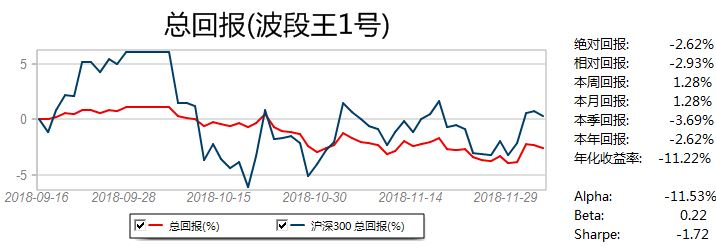 总回报(波段王1号)
5
0
-5
2018-09-16 2018-09-28 2018-10-15 2018-10-30 2018-11-14 2018-11-29
总回报(%) 沪深300 总回报(%)
绝对回报: -2.62%
相对回报: -2.93%
本周回报: 1.28%
本月回报: 1.28%
本季回报: -3.69%
本年回报: -2.62%
年化收益率: -11.22%
Alpha: -11.53%
Beta: 0.22
Sharpe: -1.72